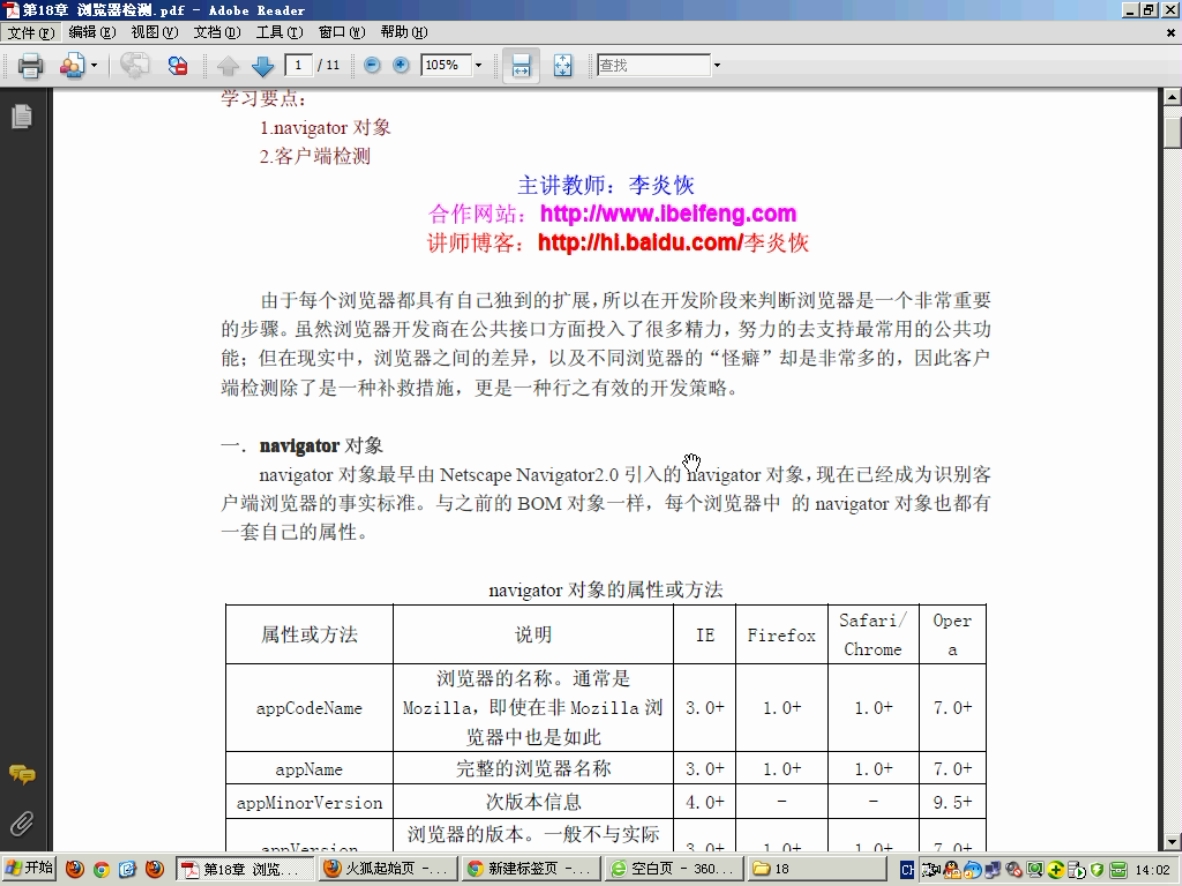 第18章 浏览器检测.pdf - Adobe Reader
文件(F) 编辑(E) 视图(V) 文档(D) 工具(T) 窗口(W) 帮助(H)
1 / 11 105% 查找
学习要点：
1.navigator 对象
2.客户端检测
主讲教师：李炎恢
合作网站：http://www.ibeifeng.com
讲师博客：http://hi.baidu.com/李炎恢
由于每个浏览器都具有自己独到的扩展，所以在开发阶段来判断浏览器是一个非常重要
的步骤。虽然浏览器开发商在公共接口方面投入了很多精力，努力的去支持最常用的公共功
能；但在现实中，浏览器之间的差异，以及不同浏览器的“怪癖”却是非常多的，因此客户
端检测除了是一种补救措施，更是一种行之有效的开发策略。
一．navigator 对象
navigator 对象最早由 Netscape Navigator2.0 引入的 navigator 对象，现在已经成为识别客
户端浏览器的事实标准。与之前的 BOM 对象一样，每个浏览器中 的 navigator 对象也都有
一套自己的属性。
navigator 对象的属性或方法
属性或方法 说明 IE Firefox Safari/
Chrome Oper
a
appCodeName 浏览器的名称。通常是
Mozilla，即使在非 Mozilla 浏
览器中也是如此 3.0+ 1.0+ 1.0+ 7.0+
appName 完整的浏览器名称 3.0+ 1.0+ 1.0+ 7.0+
appMinorVersion 次版本信息 4.0+ - - 9.5+
appVersion 浏览器的版本。一般不与实际 3.0+ 1.0+ 1.0+ 7.0+
开始 第18章 浏览... 火狐起始页 -... 新建标签页 -... 空白页 - 360... 18 CH 14:02